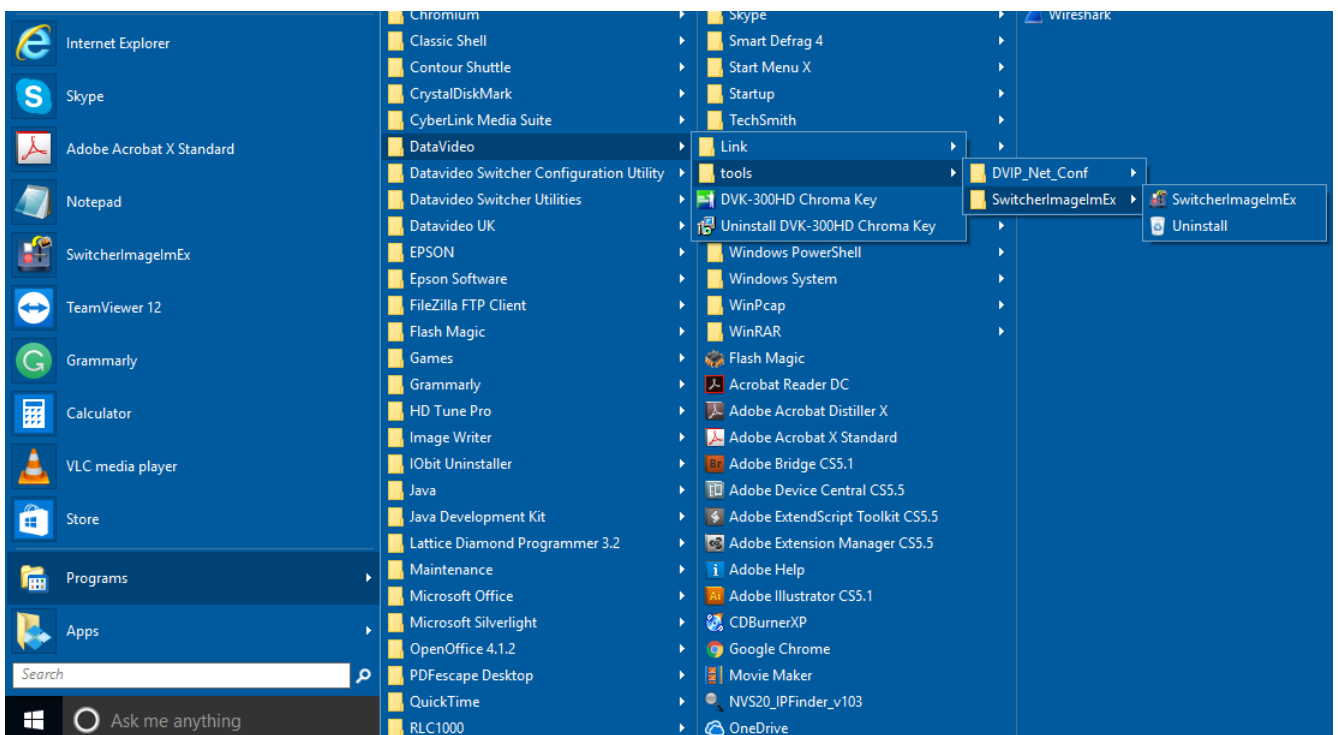 Internet Explorer
Skype
Adobe Acrobat X Standard
Notepad
SwitcherImageImEx
TeamViewer 12
Grammarly
Calculator
VLC media player
Store
Programs
Apps
Search
Ask me anything
Chromium
Classic Shell
Contour Shuttle
CrystalDiskMark
CyberLink Media Suite
DataVideo
Datavideo Switcher Configuration Utility
Datavideo Switcher Utilities
Datavideo UK
EPSON
Epson Software
FileZilla FTP Client
Flash Magic
Games
Grammarly
HD Tune Pro
Image Writer
IObit Uninstaller
Java
Java Development Kit
Lattice Diamond Programmer 3.2
Maintenance
Microsoft Office
Microsoft Silverlight
OpenOffice 4.1.2
PDFescape Desktop
QuickTime
RLC1000
Skype
Smart Defrag 4
Start Menu X
Startup
TechSmith
Link
tools
DVK-300HD Chroma Key
Uninstall DVK-300HD Chroma Key
Windows PowerShell
Windows System
WinPcap
WinRAR
Flash Magic
Acrobat Reader DC
Adobe Acrobat Distiller X
Adobe Acrobat X Standard
Br Adobe Bridge CS5.1
Adobe Device Central CS5.5
Adobe ExtendScript Toolkit CS5.5
Adobe Extension Manager CS5.5
Adobe Help
Ai Adobe Illustrator CS5.1
CDBurnerXP
Google Chrome
Movie Maker
NVS20_IPFinder_v103
OneDrive
Wireshark
DVIP_Net_Conf
SwitcherImageImEx
SwitcherImageImEx
Uninstall